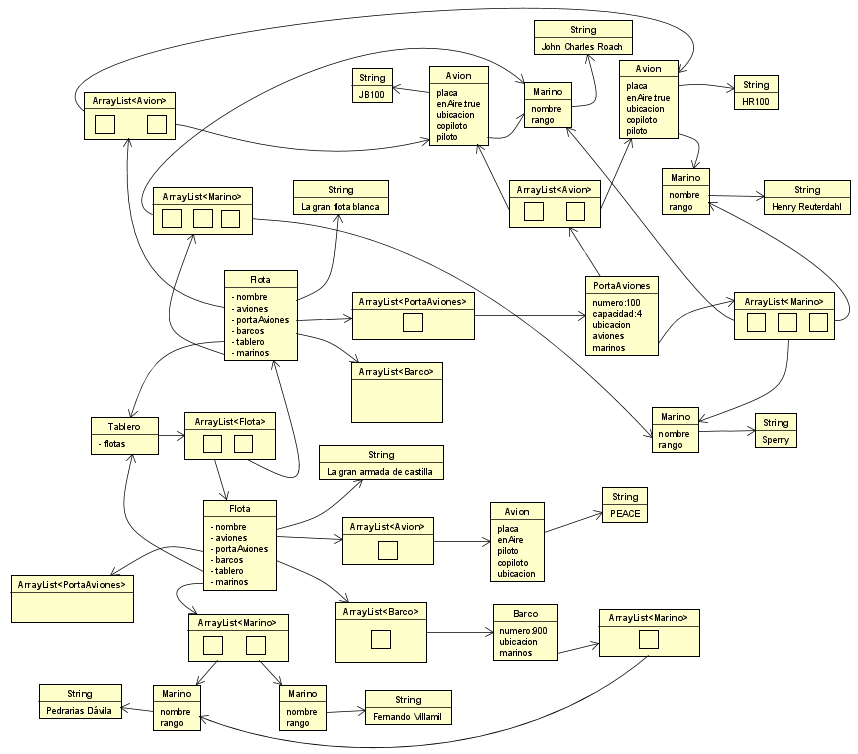 String
John Charles Roach
String
JB100
Avion
placa
enAire:true
ubicacion
copiloto
piloto
Marino
nombre
rango
Avion
placa
enAire:true
ubicacion
copiloto
piloto
String
HR100
ArrayList<Avion>
ArrayList<Marino>
String
La gran flota blanca
ArrayList<Avion>
Marino
nombre
rango
String
Henry Reuterdahl
Flota
- nombre
- aviones
- portaAviones
- barcos
- tablero
- marinos
ArrayList<PortaAviones>
PortaAviones
numero:100
capacidad:4
ubicacion
aviones
marinos
ArrayList<Marino>
ArrayList<Barco>
Tablero
- flotas
ArrayList<Flota>
Marino
nombre
rango
String
Sperry
String
La gran armada de castilla
Flota
- nombre
- aviones
- portaAviones
- barcos
- tablero
- marinos
ArrayList<Avion>
Avion
placa
enAire
piloto
copiloto
ubicacion
String
PEACE
ArrayList<PortaAviones>
ArrayList<Marino>
ArrayList<Barco>
Barco
numero:900
ubicacion
marinos
ArrayList<Marino>
String
Pedrarias Dávila
Marino
nombre
rango
Marino
nombre
rango
String
Fernando Villamil